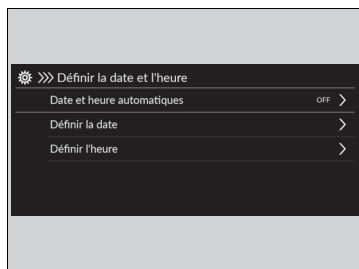 Définir la date et l'heure
Date et heure automatiques OFF
Définir la date
Définir l'heure